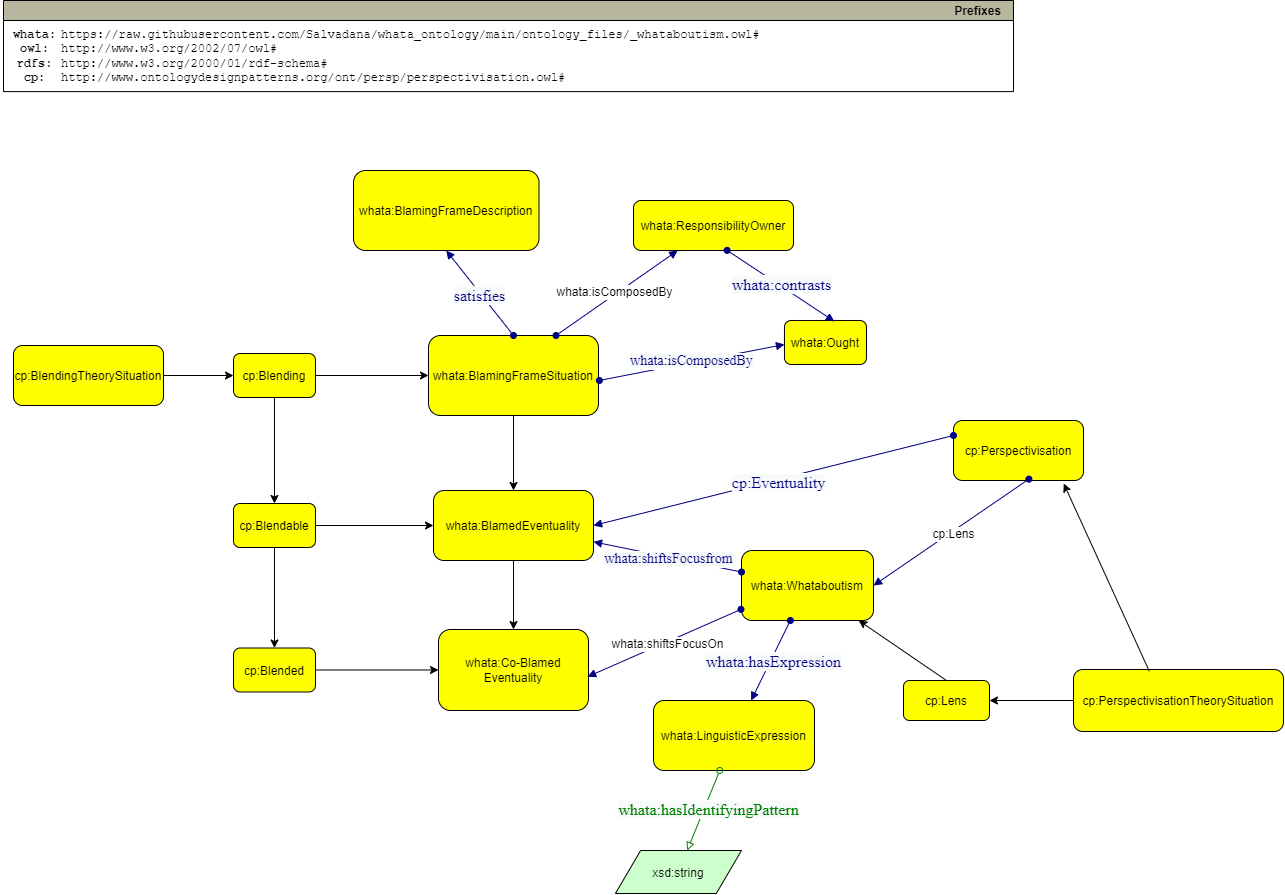 Prefixes
whata: https://raw.githubusercontent.com/Salvadana/whata_ontology/main/ontology_files/_whataboutism.owl#
owl: http://www.w3.org/2002/07/owl#
rdfs: http://www.w3.org/2000/01/rdf-schema#
cp: http://www.ontologydesignpatterns.org/ont/persp/perspectivisation.owl#
whata:BlamingFrameDescription
whata:ResponsibilityOwner
whata:contrasts
whata:isComposedBy
satisfies
whata:Ought
whata:isComposedBy
cp:BlendingTheorySituation
cp:Blending
whata:BlamingFrameSituation
cp:Perspectivisation
cp:Eventuality
cp:Blendable
whata:BlamedEventuality
cp:Lens
whata:shiftsFocusfrom
whata:Whataboutism
whata:shiftsFocusOn
whata:hasExpression
cp:Blended
whata:Co-Blamed
Eventuality
cp:Lens
cp:PerspectivisationTheorySituation
whata:LinguisticExpression
whata:hasIdentifyingPattern
xsd:string